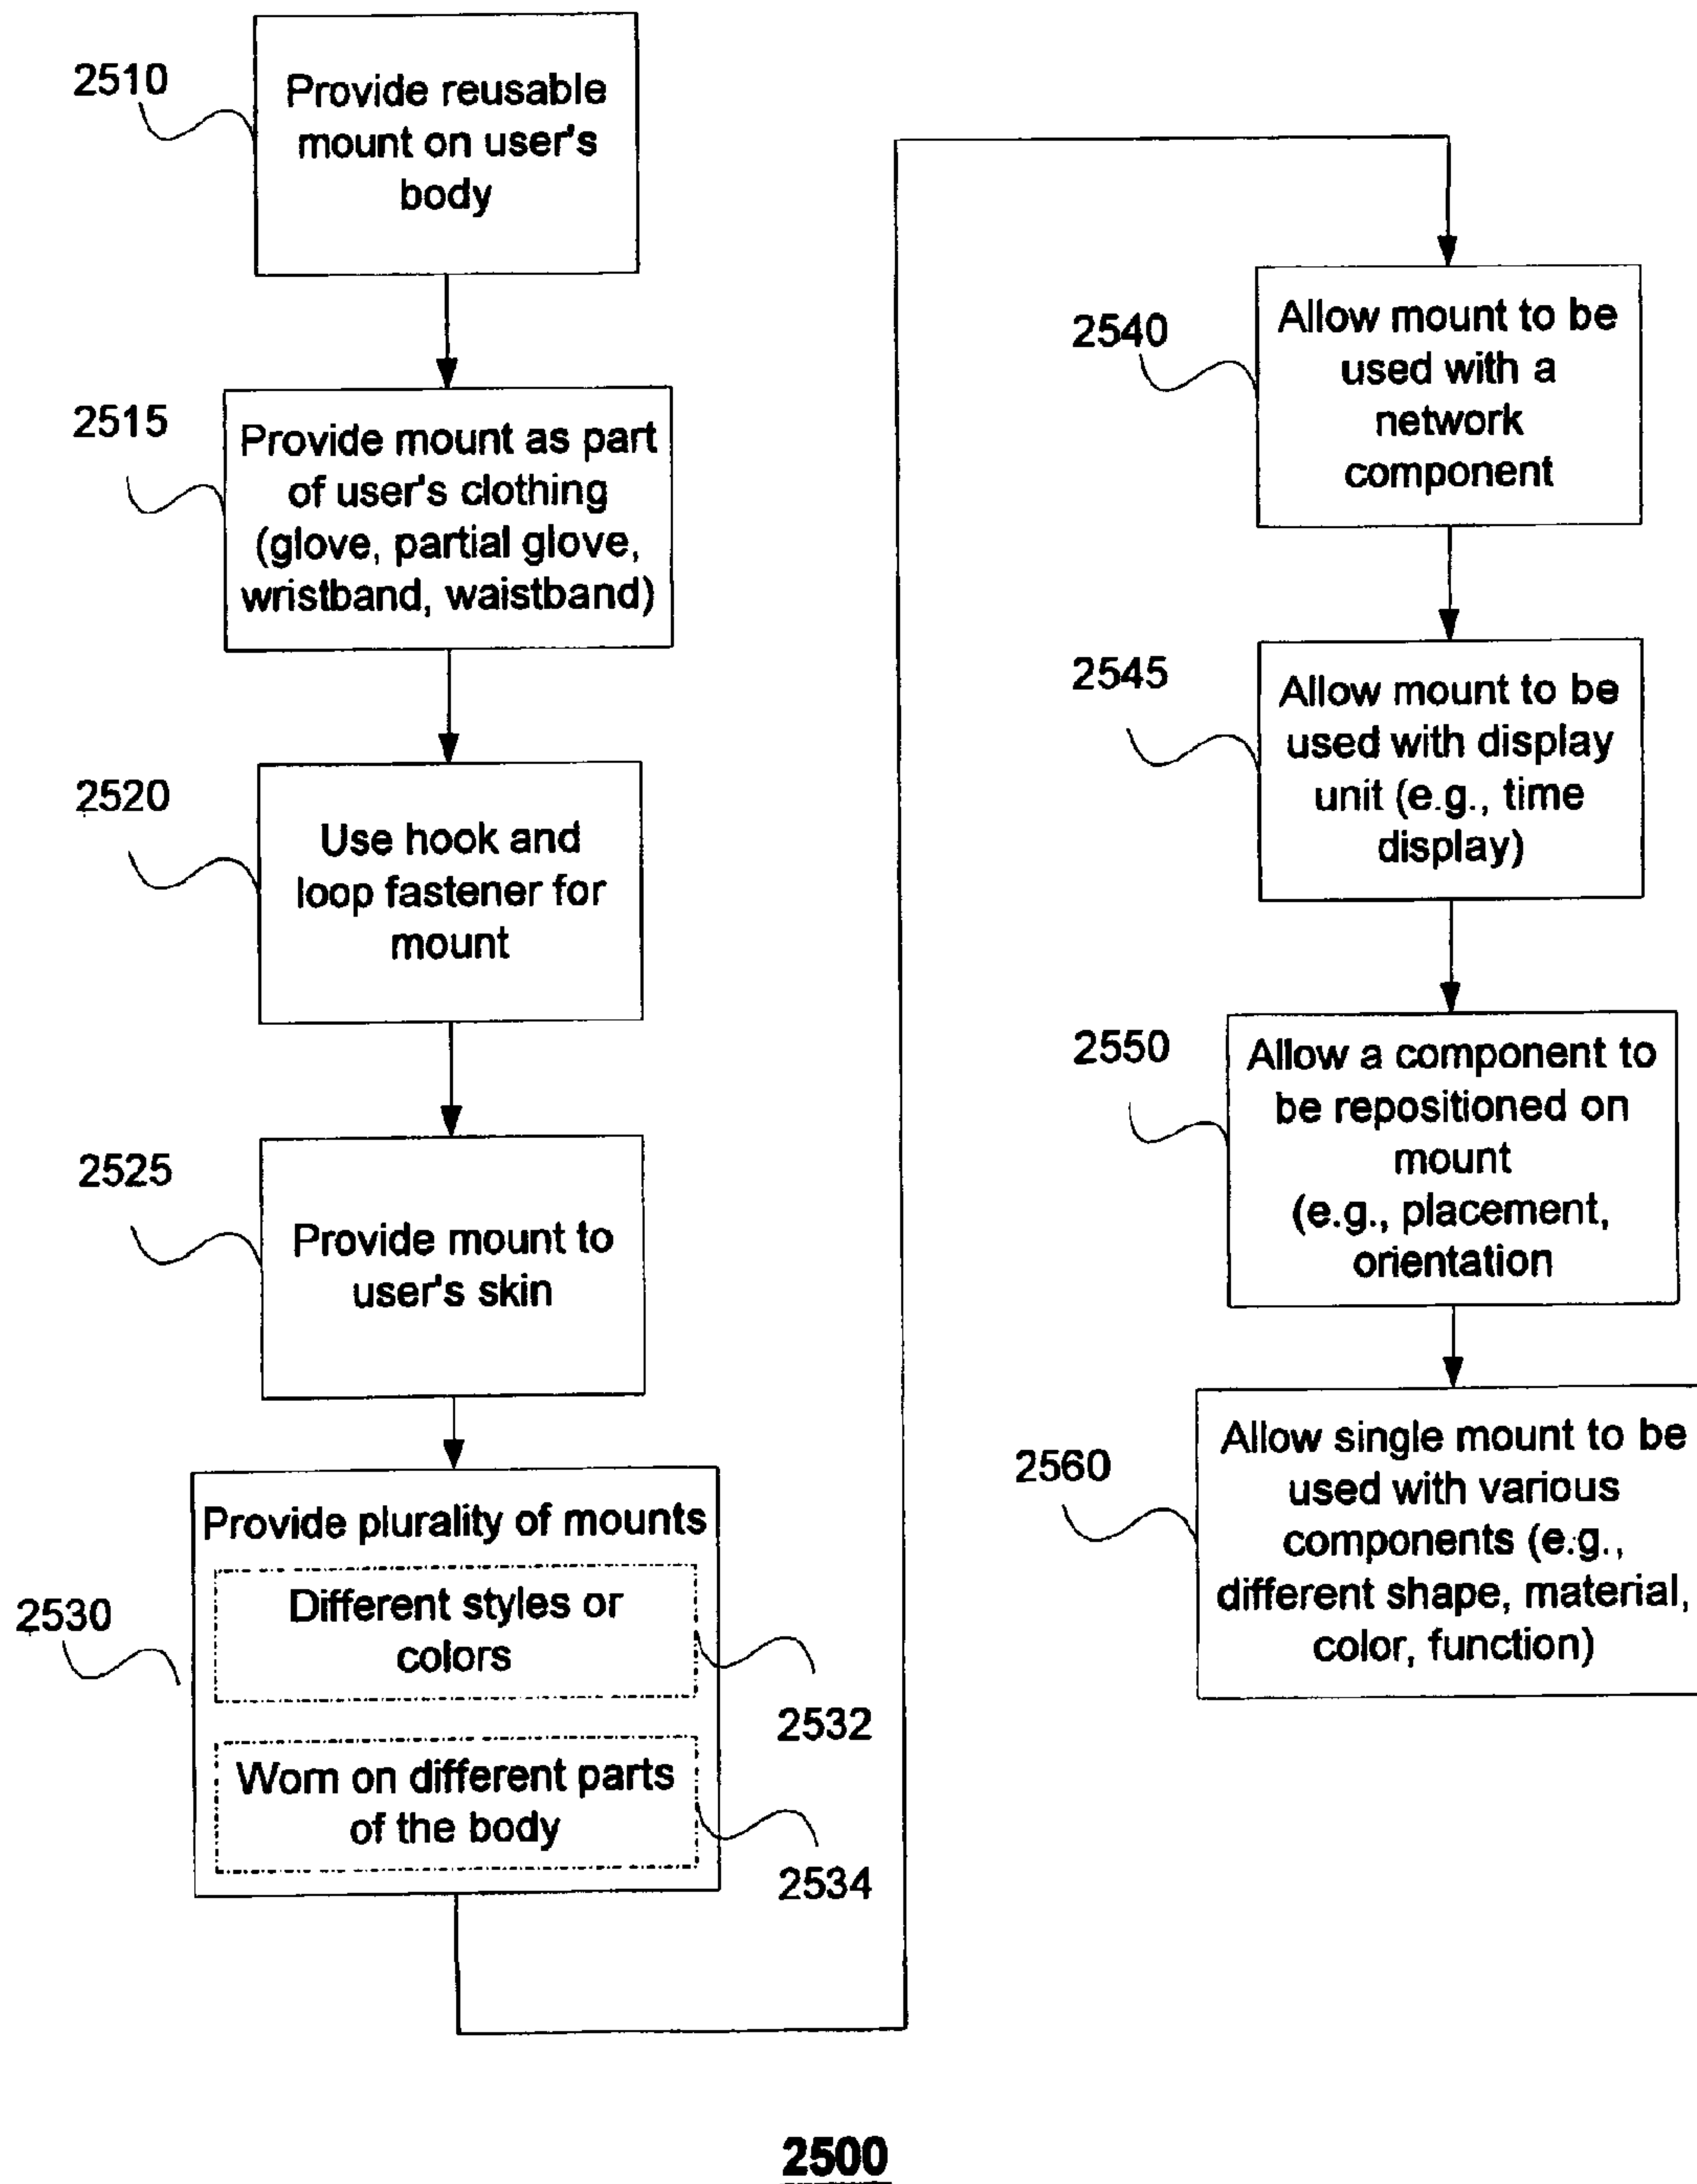 2510
Provide reusable
mount on user's
body
2515
Provide mount as part
of user's clothing
(glove, partial glove,
wristband, waistband)
2520
Use hook and
loop fastener for
mount
2525
Provide mount to
user's skin
2530
Provide plurality of mounts
Different styles or
colors
2532
Worn on different parts
of the body
2534
2540
Allow mount to be
used with a
network
component
2545
Allow mount to be
used with display
unit (e.g., time
display)
2550
Allow a component to
be repositioned on
mount
(e.g., placement,
orientation
2560
Allow single mount to be
used with various
components (e.g.,
different shape, material,
color, function)
2500